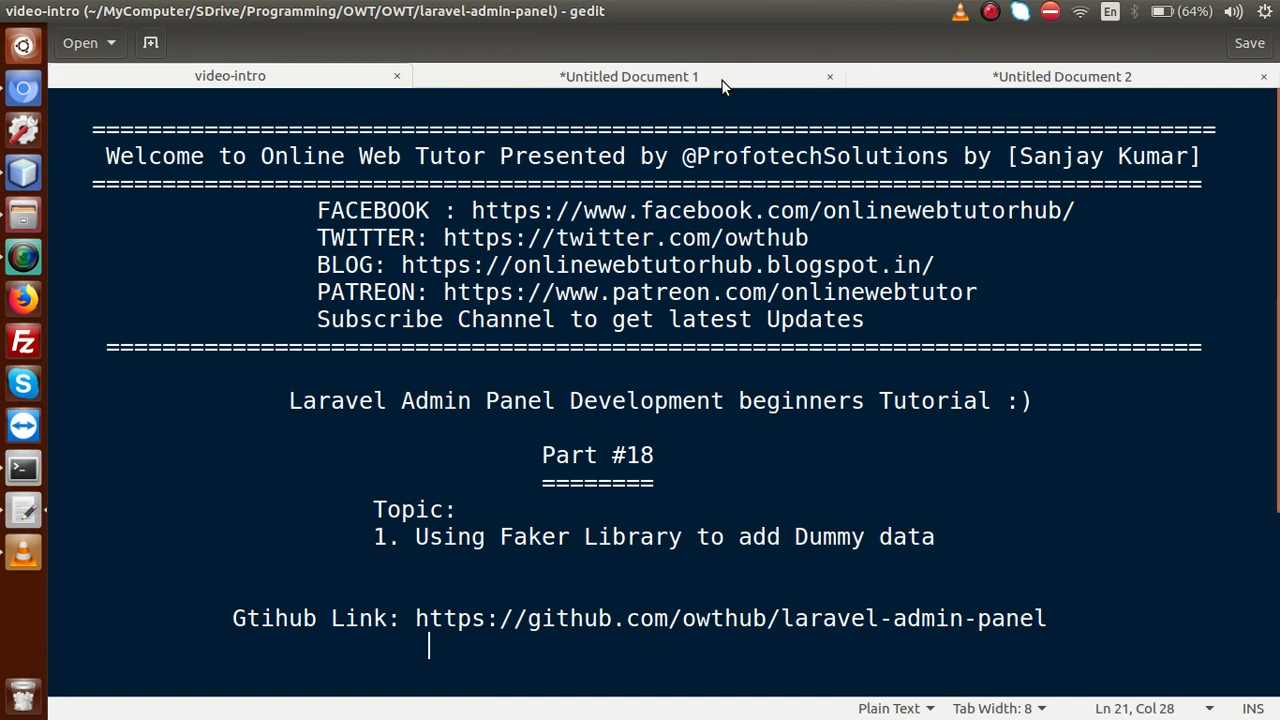 video-intro (~/MyComputer/SDrive/Programming/OWT/OWT/laravel-admin-panel) - gedit
En (64%)
Open Save
video-intro × *Untitled Document 1 × *Untitled Document 2 ×
================================================================================
Welcome to Online Web Tutor Presented by @ProfotechSolutions by [Sanjay Kumar]
===============================================================================
FACEBOOK : https://www.facebook.com/onlinewebtutorhub/
TWITTER: https://twitter.com/owthub
BLOG: https://onlinewebtutorhub.blogspot.in/
PATREON: https://www.patreon.com/onlinewebtutor
Subscribe Channel to get latest Updates
==============================================================================
Laravel Admin Panel Development beginners Tutorial :)
Part #18
========
Topic:
1. Using Faker Library to add Dummy data
Gtihub Link: https://github.com/owthub/laravel-admin-panel
Plain Text Tab Width: 8 Ln 21, Col 28 INS